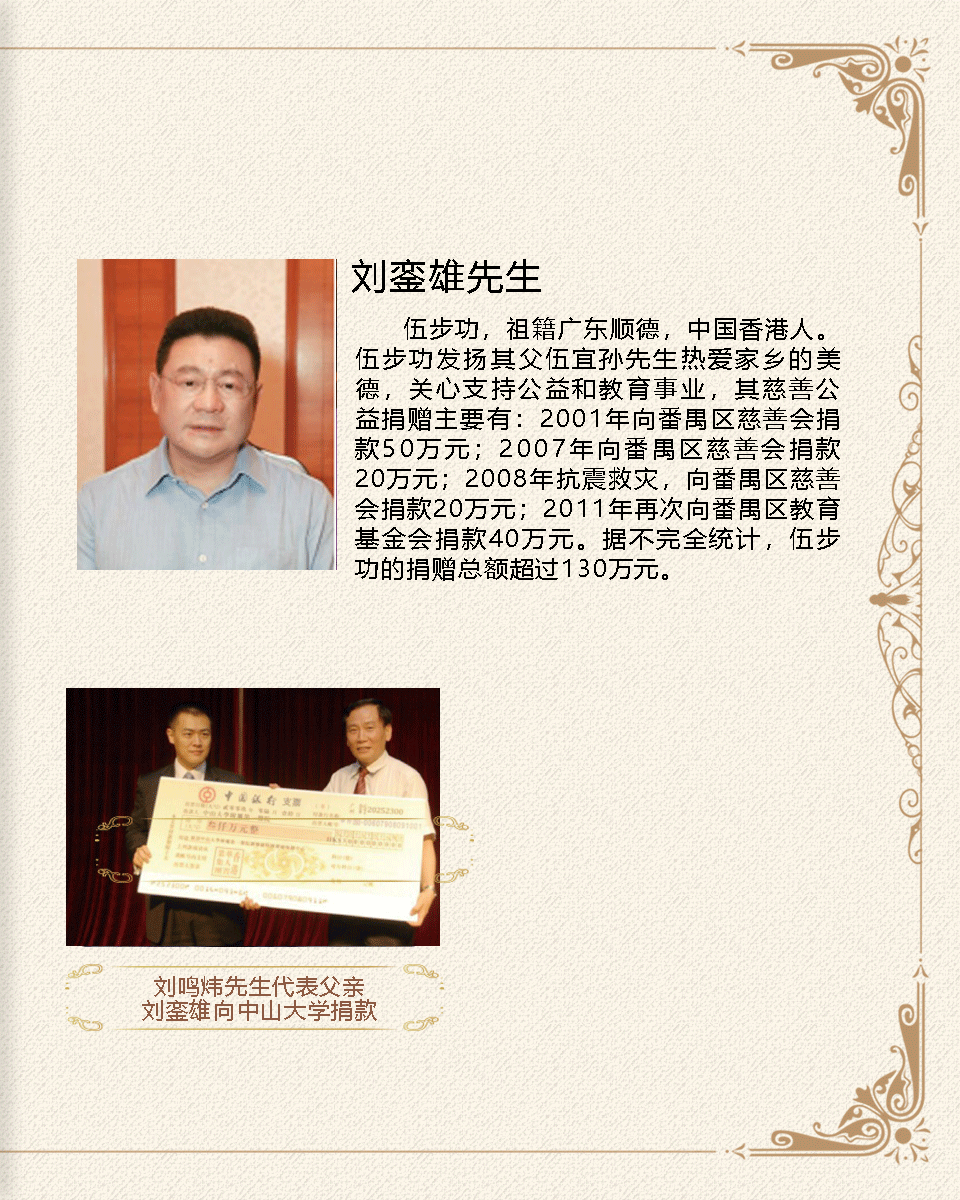 刘銮雄先生
伍步功，祖籍广东顺德，中国香港人。
伍步功发扬其父伍宜孙先生热爱家乡的美
德，关心支持公益和教育事业，其慈善公
益捐赠主要有：2001年向番禺区慈善会捐
款50万元；2007年向番禺区慈善会捐款
20万元；2008年抗震救灾，向番禺区慈善
会捐款20万元；2011年再次向番禺区教育
基金会捐款40万元。据不完全统计，伍步
功的捐赠总额超过130万元。
中国银行 支票
叁仟万元整
刘鸣炜先生代表父亲
刘銮雄向中山大学捐款